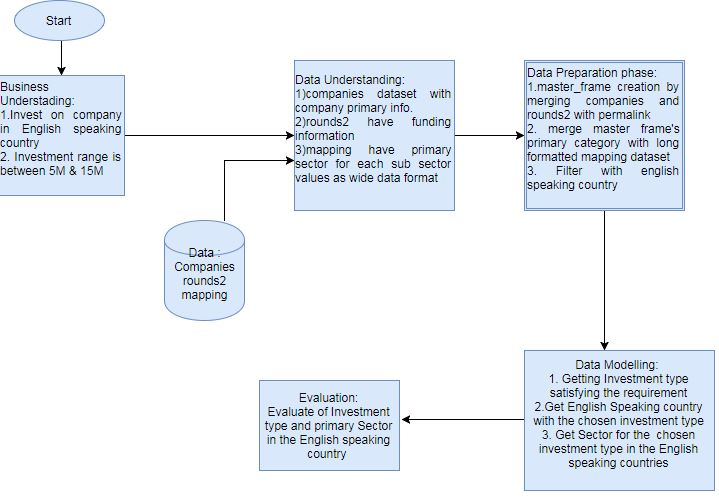 Start
Business
Understading:
1.Invest on company
in English speaking
country
2. Investment range is
between 5M & 15M
Data Understanding:
1)companies dataset with
company primary info.
2)rounds2 have funding
information
3)mapping have primary
sector for each sub sector
values as wide data format
Data Preparation phase:
1.master_frame creation by
merging companies and
rounds2 with permalink
2. merge master frame's
primary category with long
formatted mapping dataset
3. Filter with english
speaking country
Data :
Companies
rounds2
mapping
Data Modelling:
1. Getting Investment type
satisfying the requirement
2.Get English Speaking country
with the chosen investment type
3. Get Sector for the chosen
investment type in the English
speaking countries
Evaluation:
Evaluate of Investment
type and primary Sector
in the English speaking
country